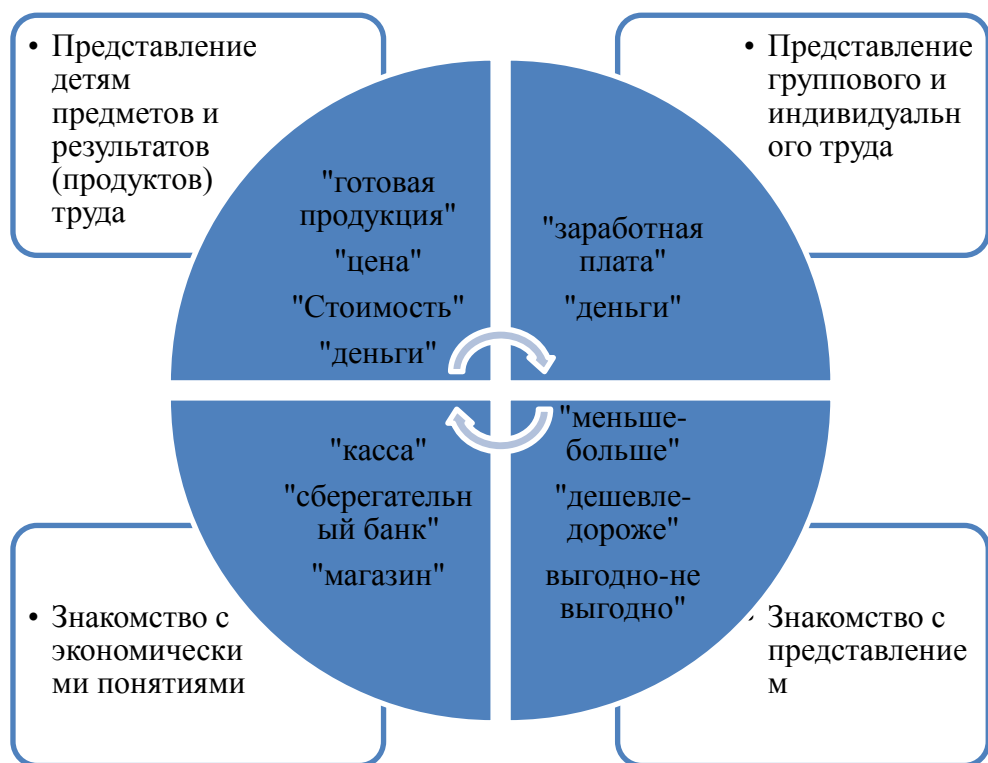 • Представление
детям
предметов и
результатов
(продуктов)
труда
• Представление
группового и
индивидуальн
ого труда
"готовая
продукция"
"цена"
"Стоимость"
"деньги"
"заработная
плата"
"деньги"
"касса"
"сберегательн
ый банк"
"магазин"
"меньше-
больше"
"дешевле-
дороже"
выгодно-не
выгодно"
• Знакомство с
экономически
ми понятиями
• Знакомство с
представление
м